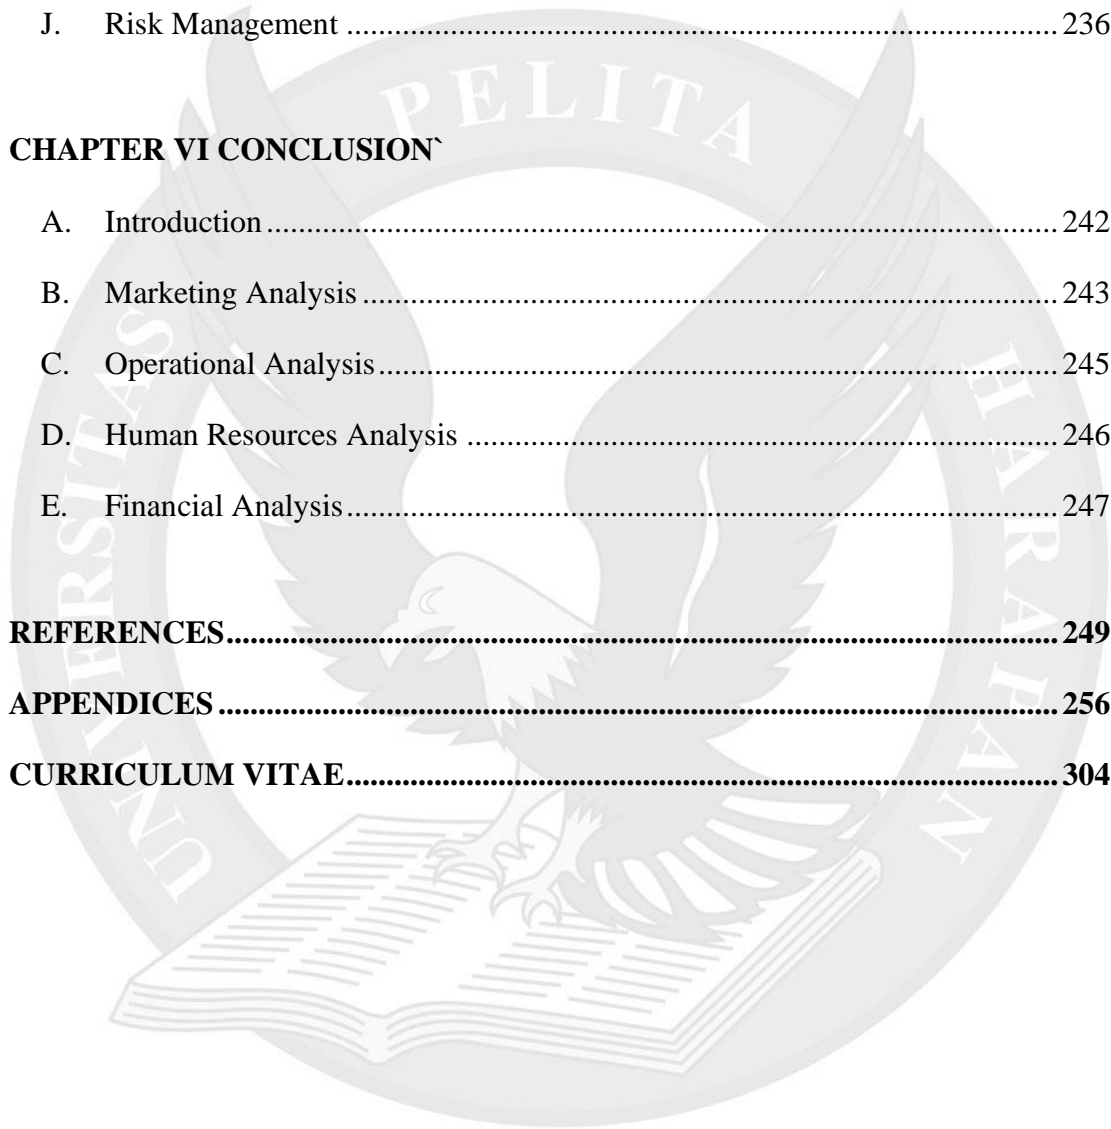 J. Risk Management ........................................................................................ 236
CHAPTER VI CONCLUSION`
A. Introduction .................................................................................................. 242
B. Marketing Analysis ...................................................................................... 243
C. Operational Analysis .................................................................................... 245
D. Human Resources Analysis ......................................................................... 246
E. Financial Analysis ........................................................................................ 247
REFERENCES ....................................................................................................... 249
APPENDICES ........................................................................................................ 256
CURRICULUM VITAE ........................................................................................ 304
UNIVERSITAS PELITA HARAPAN